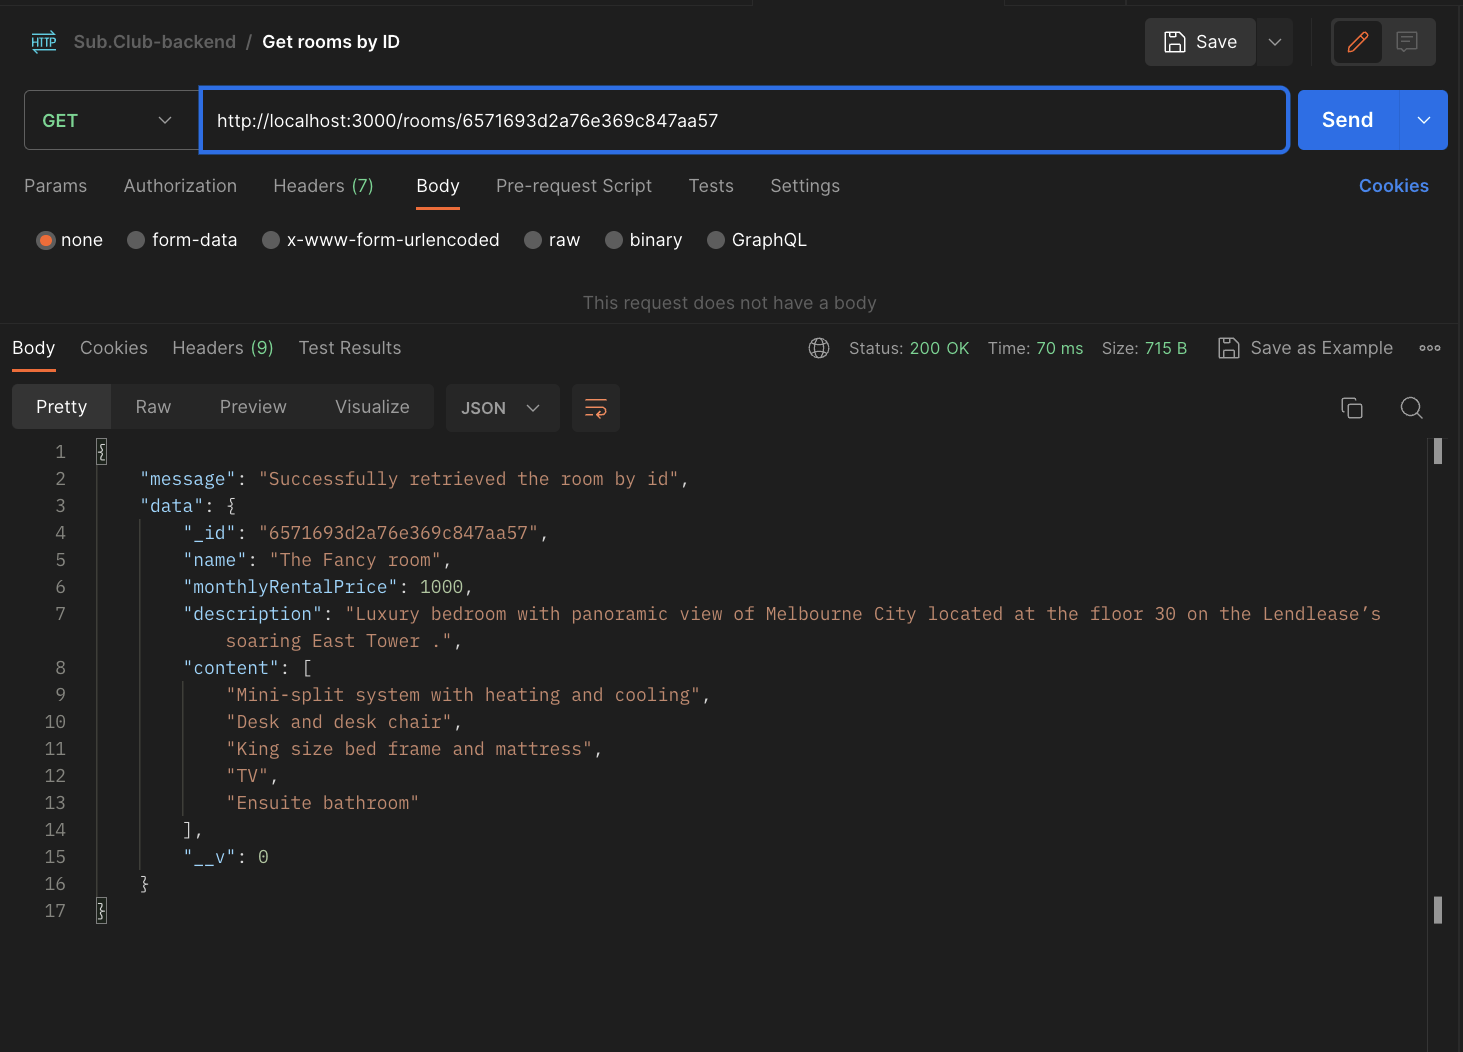 HTTP Sub.Club-backend / Get rooms by ID Save
GET http://localhost:3000/rooms/6571693d2a76e369c847aa57 Send
Params Authorization Headers (7) Body Pre-request Script Tests Settings Cookies
none form-data x-www-form-urlencoded raw binary GraphQL
This request does not have a body
Body Cookies Headers (9) Test Results Status: 200 OK Time: 70 ms Size: 715 B Save as Example
Pretty Raw Preview Visualize JSON
1 {
2 "message": "Successfully retrieved the room by id",
3 "data": {
4 "_id": "6571693d2a76e369c847aa57",
5 "name": "The Fancy room",
6 "monthlyRentalPrice": 1000,
7 "description": "Luxury bedroom with panoramic view of Melbourne City located at the floor 30 on the Lendlease’s
soaring East Tower .",
8 "content": [
9 "Mini-split system with heating and cooling",
10 "Desk and desk chair",
11 "King size bed frame and mattress",
12 "TV",
13 "Ensuite bathroom"
14 ],
15 "__v": 0
16 }
17 }